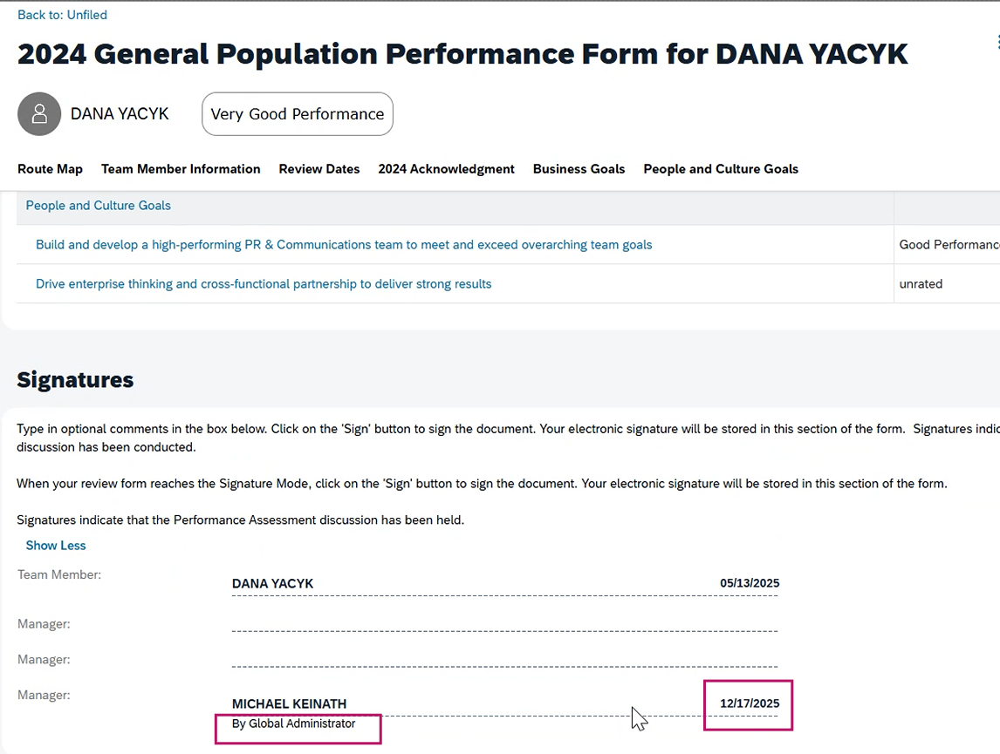 Back to: Unfiled
2024 General Population Performance Form for DANA YACYK
DANA YACYK
Very Good Performance
Route Map Team Member Information Review Dates 2024 Acknowledgment Business Goals People and Culture Goals
People and Culture Goals
Build and develop a high-performing PR & Communications team to meet and exceed overarching team goals Good Performanc
Drive enterprise thinking and cross-functional partnership to deliver strong results unrated
Signatures
Type in optional comments in the box below. Click on the 'Sign' button to sign the document. Your electronic signature will be stored in this section of the form. Signatures indic
discussion has been conducted.
When your review form reaches the Signature Mode, click on the 'Sign' button to sign the document. Your electronic signature will be stored in this section of the form.
Signatures indicate that the Performance Assessment discussion has been held.
Show Less
Team Member: DANA YACYK 05/13/2025
Manager:
Manager:
Manager: MICHAEL KEINATH 12/17/2025
By Global Administrator